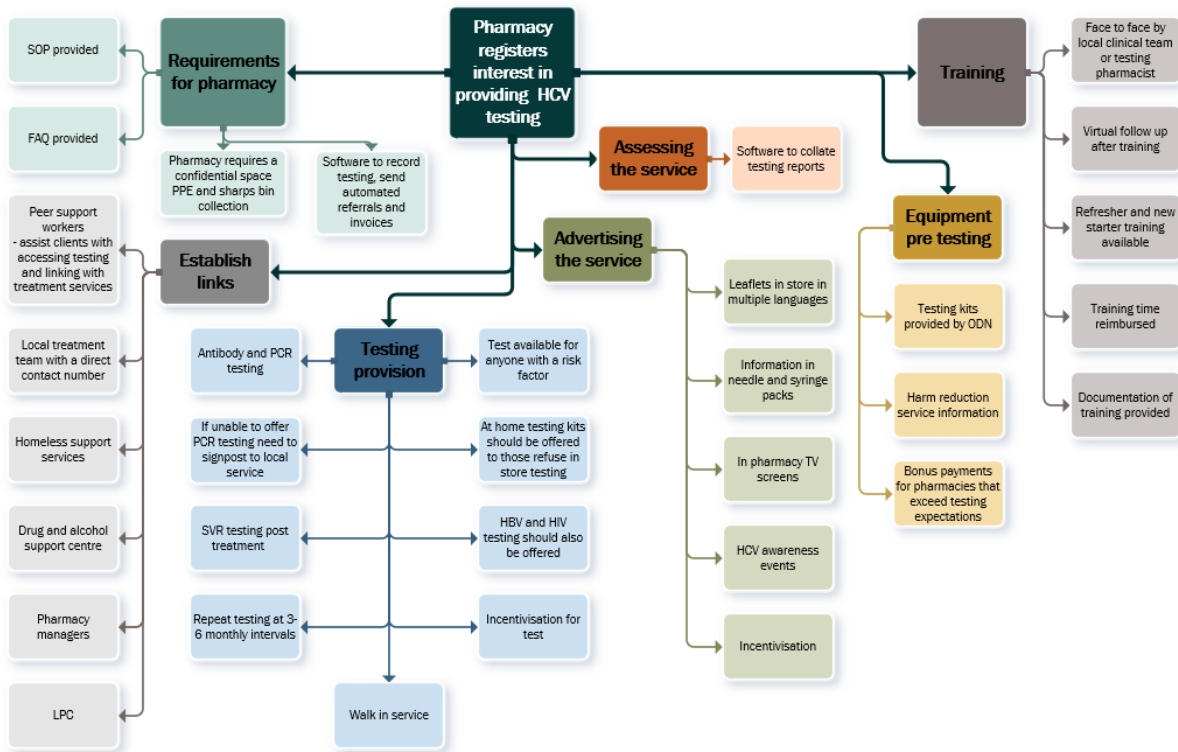 Pharmacy
registers
interest in
providing HCV
testing
Requirements
for pharmacy
SOP provided
FAQ provided
Pharmacy requires a
confidential space
PPE and sharps bin
collection
Software to record
testing, send
automated
referrals and
invoices
Establish
links
Peer support
workers
- assist clients with
accessing testing
and linking with
treatment services
Local treatment
team with a direct
contact number
Homeless support
services
Drug and alcohol
support centre
Pharmacy
managers
LPC
Testing
provision
Antibody and PCR
testing
Test available for
anyone with a risk
factor
If unable to offer
PCR testing need to
signpost to local
service
At home testing kits
should be offered
to those refuse in
store testing
SVR testing post
treatment
HBV and HIV
testing should also
be offered
Repeat testing at 3-
6 monthly intervals
Incentivisation for
test
Walk in service
Assessing
the service
Software to collate
testing reports
Advertising
the service
Leaflets in store in
multiple languages
Information in
needle and syringe
packs
In pharmacy TV
screens
HCV awareness
events
Incentivisation
Equipment
pre testing
Testing kits
provided by ODN
Harm reduction
service information
Bonus payments
for pharmacies that
exceed testing
expectations
Training
Face to face by
local clinical team
or testing
pharmacist
Virtual follow up
after training
Refresher and new
starter training
available
Training time
reimbursed
Documentation of
training provided